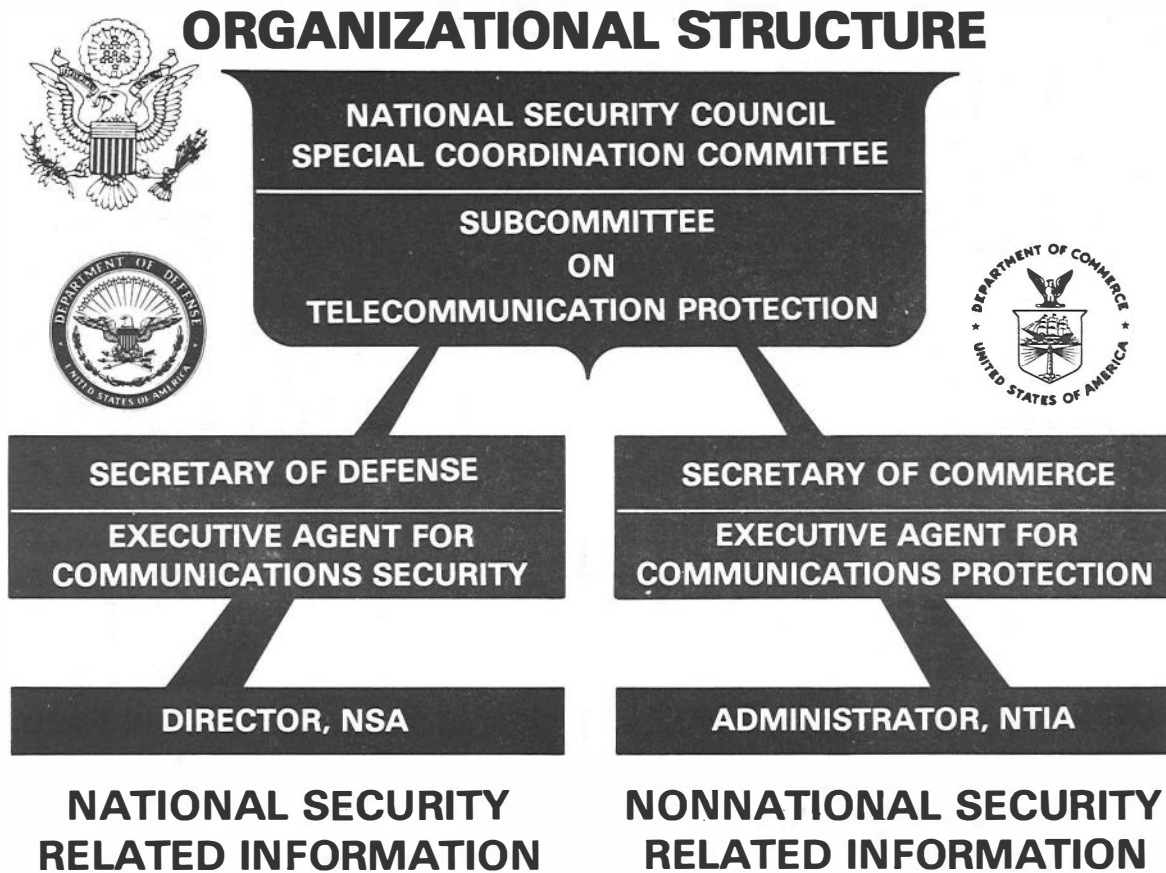 ORGANIZATIONAL STRUCTURE
NATIONAL SECURITY COUNCIL
SPECIAL COORDINATION COMMITTEE
SUBCOMMITTEE
ON
TELECOMMUNICATION PROTECTION
DEPARTMENT OF DEFENSE
UNITED STATES OF AMERICA
DEPARTMENT OF COMMERCE
UNITED STATES OF AMERICA
SECRETARY OF DEFENSE
EXECUTIVE AGENT FOR
COMMUNICATIONS SECURITY
SECRETARY OF COMMERCE
EXECUTIVE AGENT FOR
COMMUNICATIONS PROTECTION
DIRECTOR, NSA
ADMINISTRATOR, NTIA
NATIONAL SECURITY
RELATED INFORMATION
NONNATIONAL SECURITY
RELATED INFORMATION